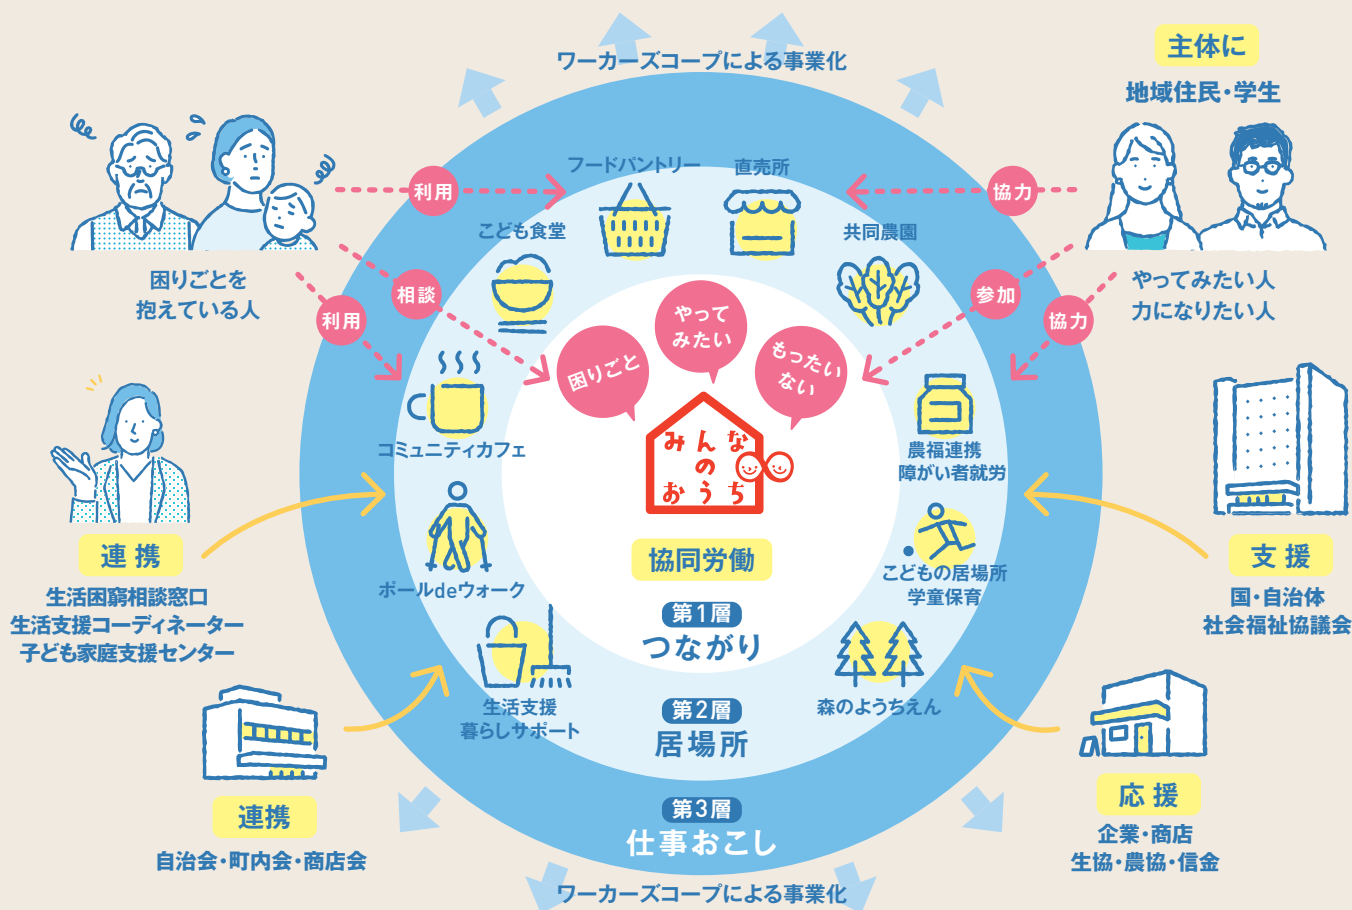 ワーカーズコープによる事業化
主体に
地域住民・学生
フードパントリー
直売所
利用
協力
こども食堂
共同農園
困りごとを
抱えている人
相談
参加
やってみたい人
力になりたい人
利用
協力
やって
みたい
困りごと
もったい
ない
コミュニティカフェ
みんな
の
おうち
農福連携
障がい者就労
連携
生活困窮相談窓口
生活支援コーディネーター
子ども家庭支援センター
ポールdeウォーク
協同労働
こどもの居場所
学童保育
支援
国・自治体
社会福祉協議会
第1層
つながり
生活支援
暮らしサポート
第2層
居場所
森のようちえん
連携
自治会・町内会・商店会
第3層
仕事おこし
応援
企業・商店
生協・農協・信金
ワーカーズコープによる事業化